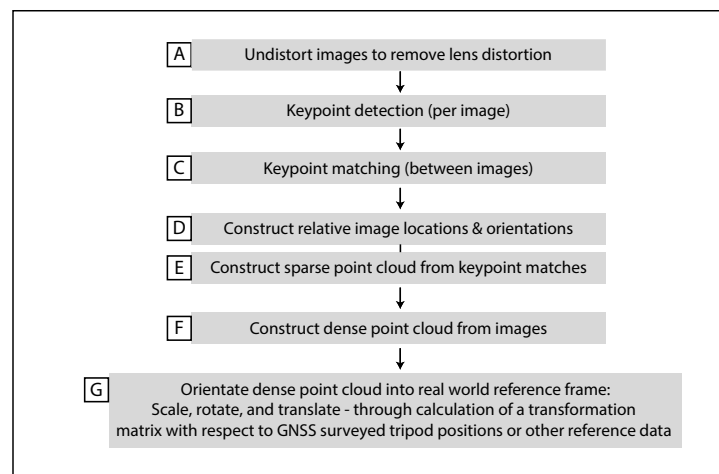 A Undistort images to remove lens distortion
B Keypoint detection (per image)
C Keypoint matching (between images)
D Construct relative image locations & orientations
E Construct sparse point cloud from keypoint matches
F Construct dense point cloud from images
G Orientate dense point cloud into real world reference frame:
Scale, rotate, and translate - through calculation of a transformation
matrix with respect to GNSS surveyed tripod positions or other reference data